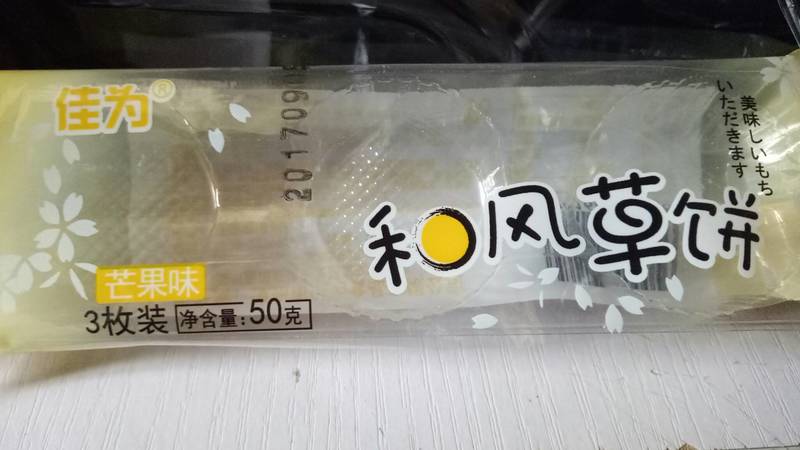 佳为®
美味しいもち
いただきます
和风草饼
芒果味
3枚装
净含量:50克